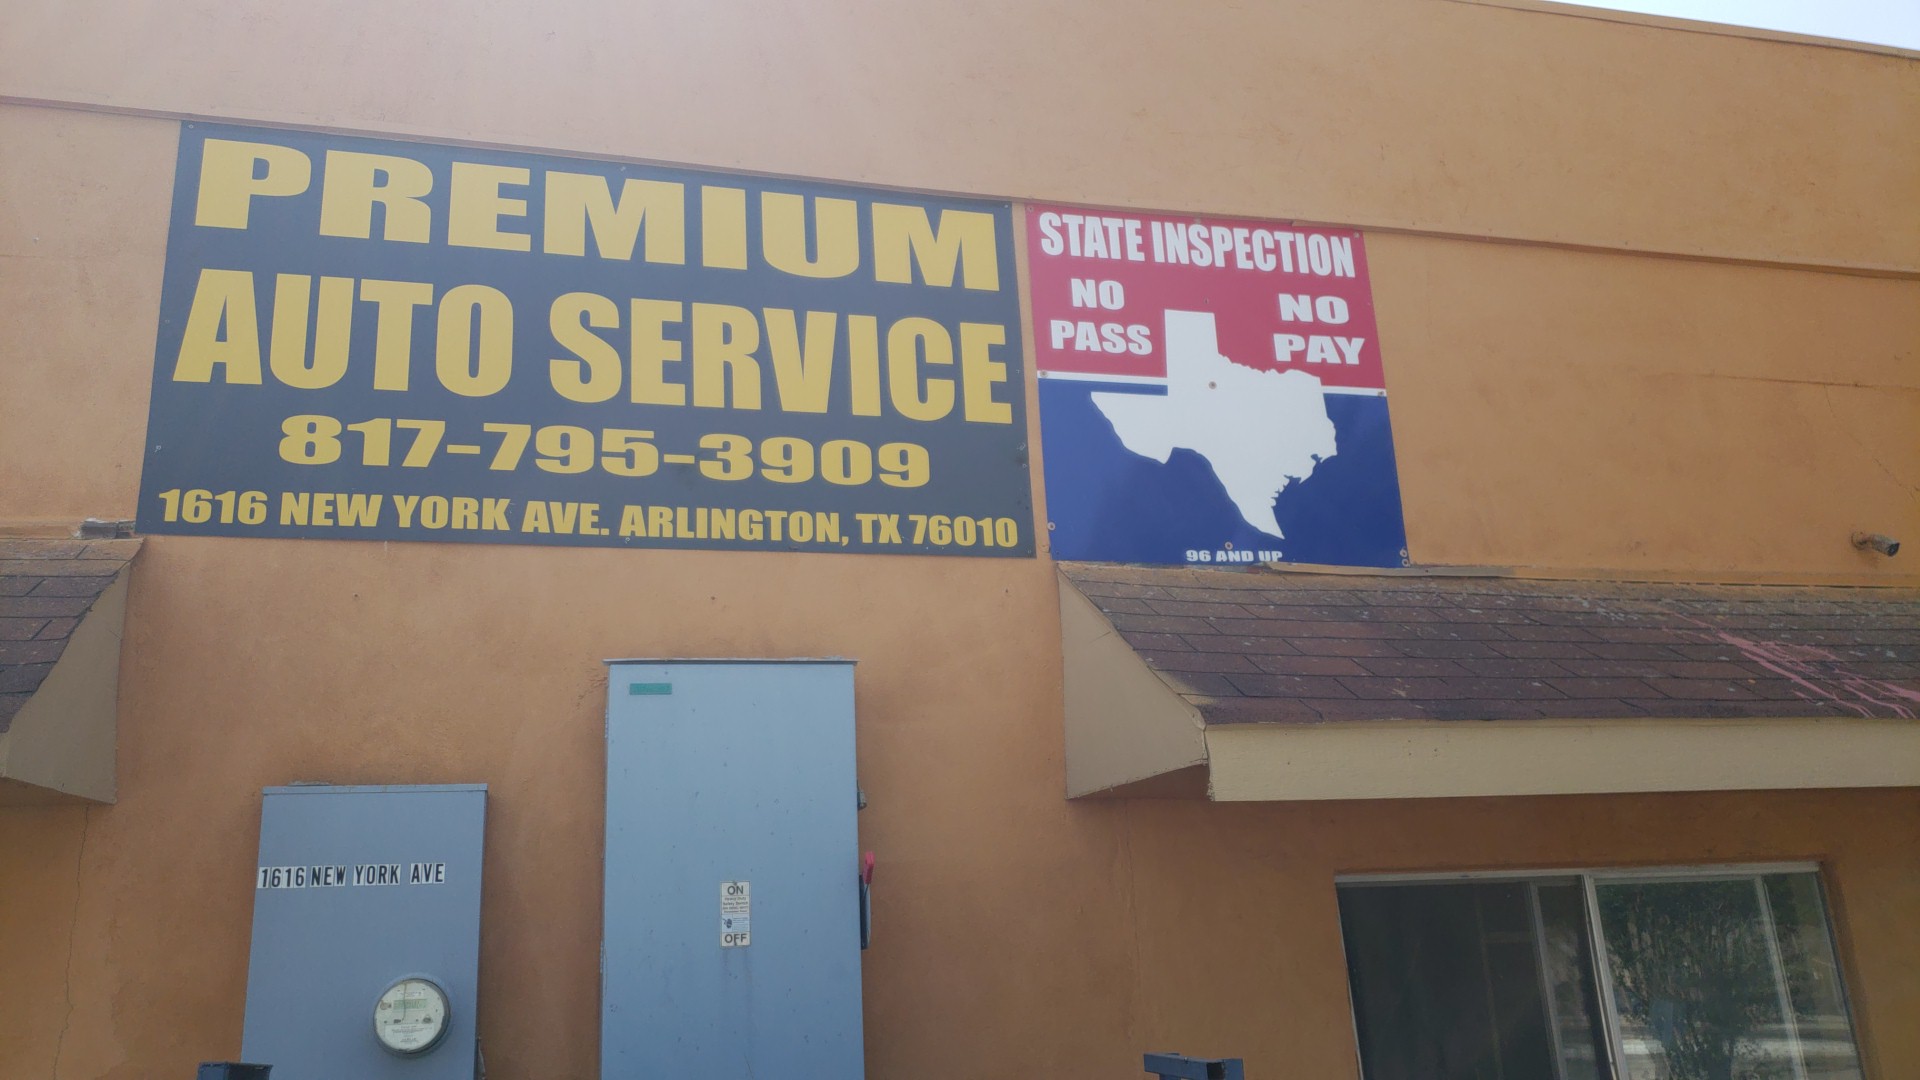 PREMIUM
AUTO SERVICE
817-795-3909
1616 NEW YORK AVE. ARLINGTON, TX 76010
STATE INSPECTION
NO PASS
NO PAY
96 AND UP
1616 NEW YORK AVE
ON
OFF